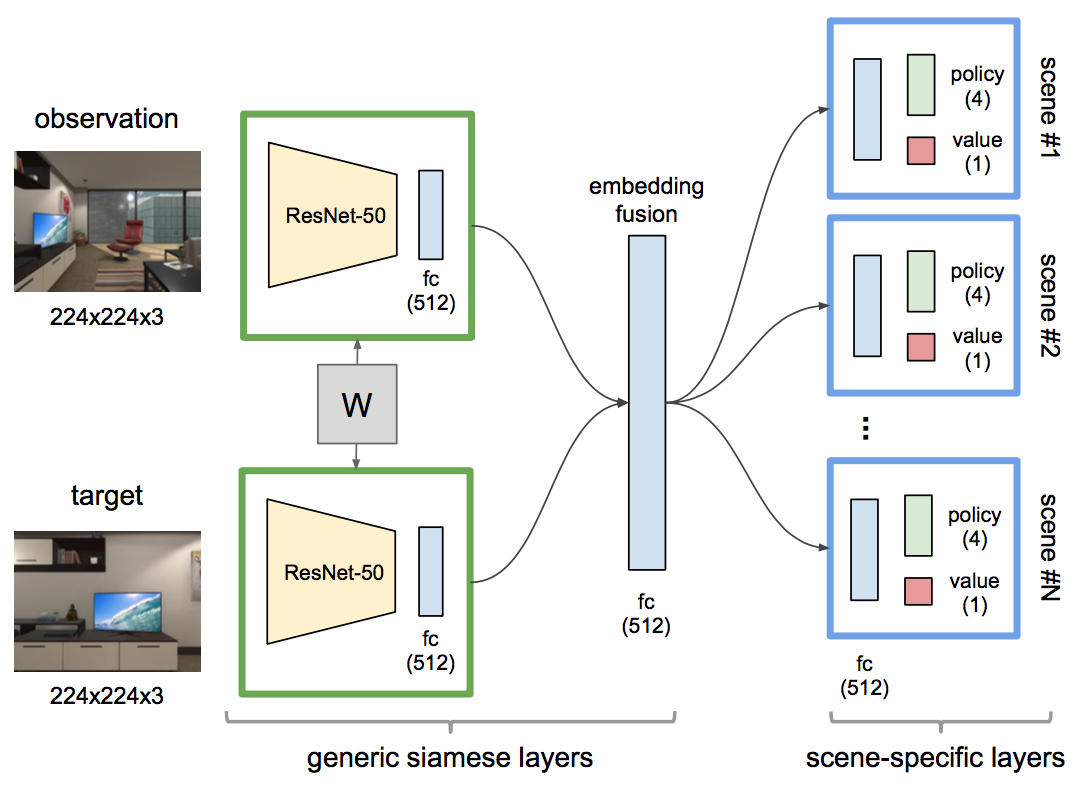 observation
224x224x3
target
224x224x3
ResNet-50
fc
(512)
W
ResNet-50
fc
(512)
embedding
fusion
fc
(512)
policy
(4)
value
(1)
scene #1
policy
(4)
value
(1)
scene #2
...
policy
(4)
value
(1)
scene #N
fc
(512)
generic siamese layers
scene-specific layers